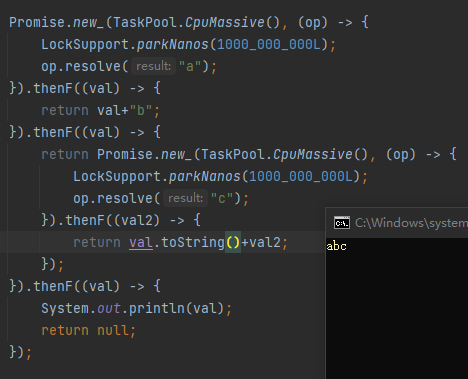 Promise.new_(TaskPool.CpuMassive(), (op) -> {
    LockSupport.parkNanos(1000_000_000L);
    op.resolve( result: "a");
}).thenF((val) -> {
    return val+"b";
}).thenF((val) -> {
    return Promise.new_(TaskPool.CpuMassive(), (op) -> {
        LockSupport.parkNanos(1000_000_000L);
        op.resolve( result: "c");
    }).thenF((val2) -> {
        return val.toString()+val2;
    });
}).thenF((val) -> {
    System.out.println(val);
    return null;
});
C:\Windows\system
abc